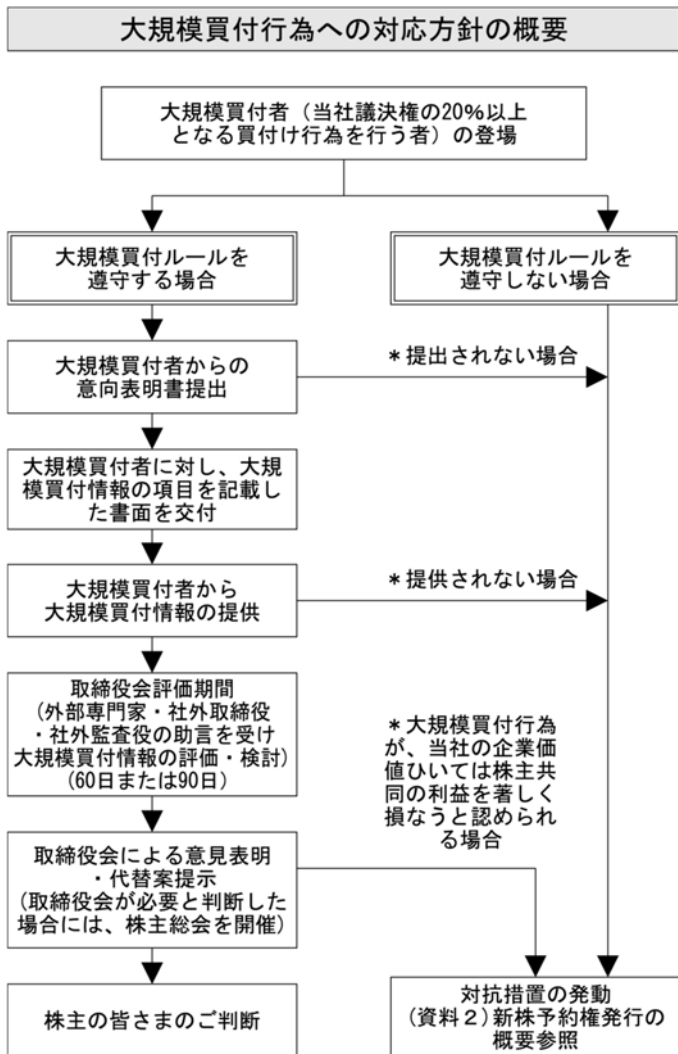 大規模買付行為への対応方針の概要
大規模買付者（当社議決権の20%以上
となる買付け行為を行う者）の登場
大規模買付ルールを
遵守する場合
大規模買付ルールを
遵守しない場合
大規模買付者からの
意向表明書提出
＊提出されない場合
大規模買付者に対し、大規
模買付情報の項目を記載し
た書面を交付
大規模買付者から
大規模買付情報の提供
＊提供されない場合
取締役会評価期間
(外部専門家・社外取締役
・社外監査役の助言を受け
大規模買付情報の評価・検討)
(60日または90日)
＊大規模買付行為
が、当社の企業価
値ひいては株主共
同の利益を著しく
損なうと認められ
る場合
取締役会による意見表明
・代替案提示
(取締役会が必要と判断した
場合には、株主総会を開催)
株主の皆さまのご判断
対抗措置の発動
(資料２)新株予約権発行の
概要参照